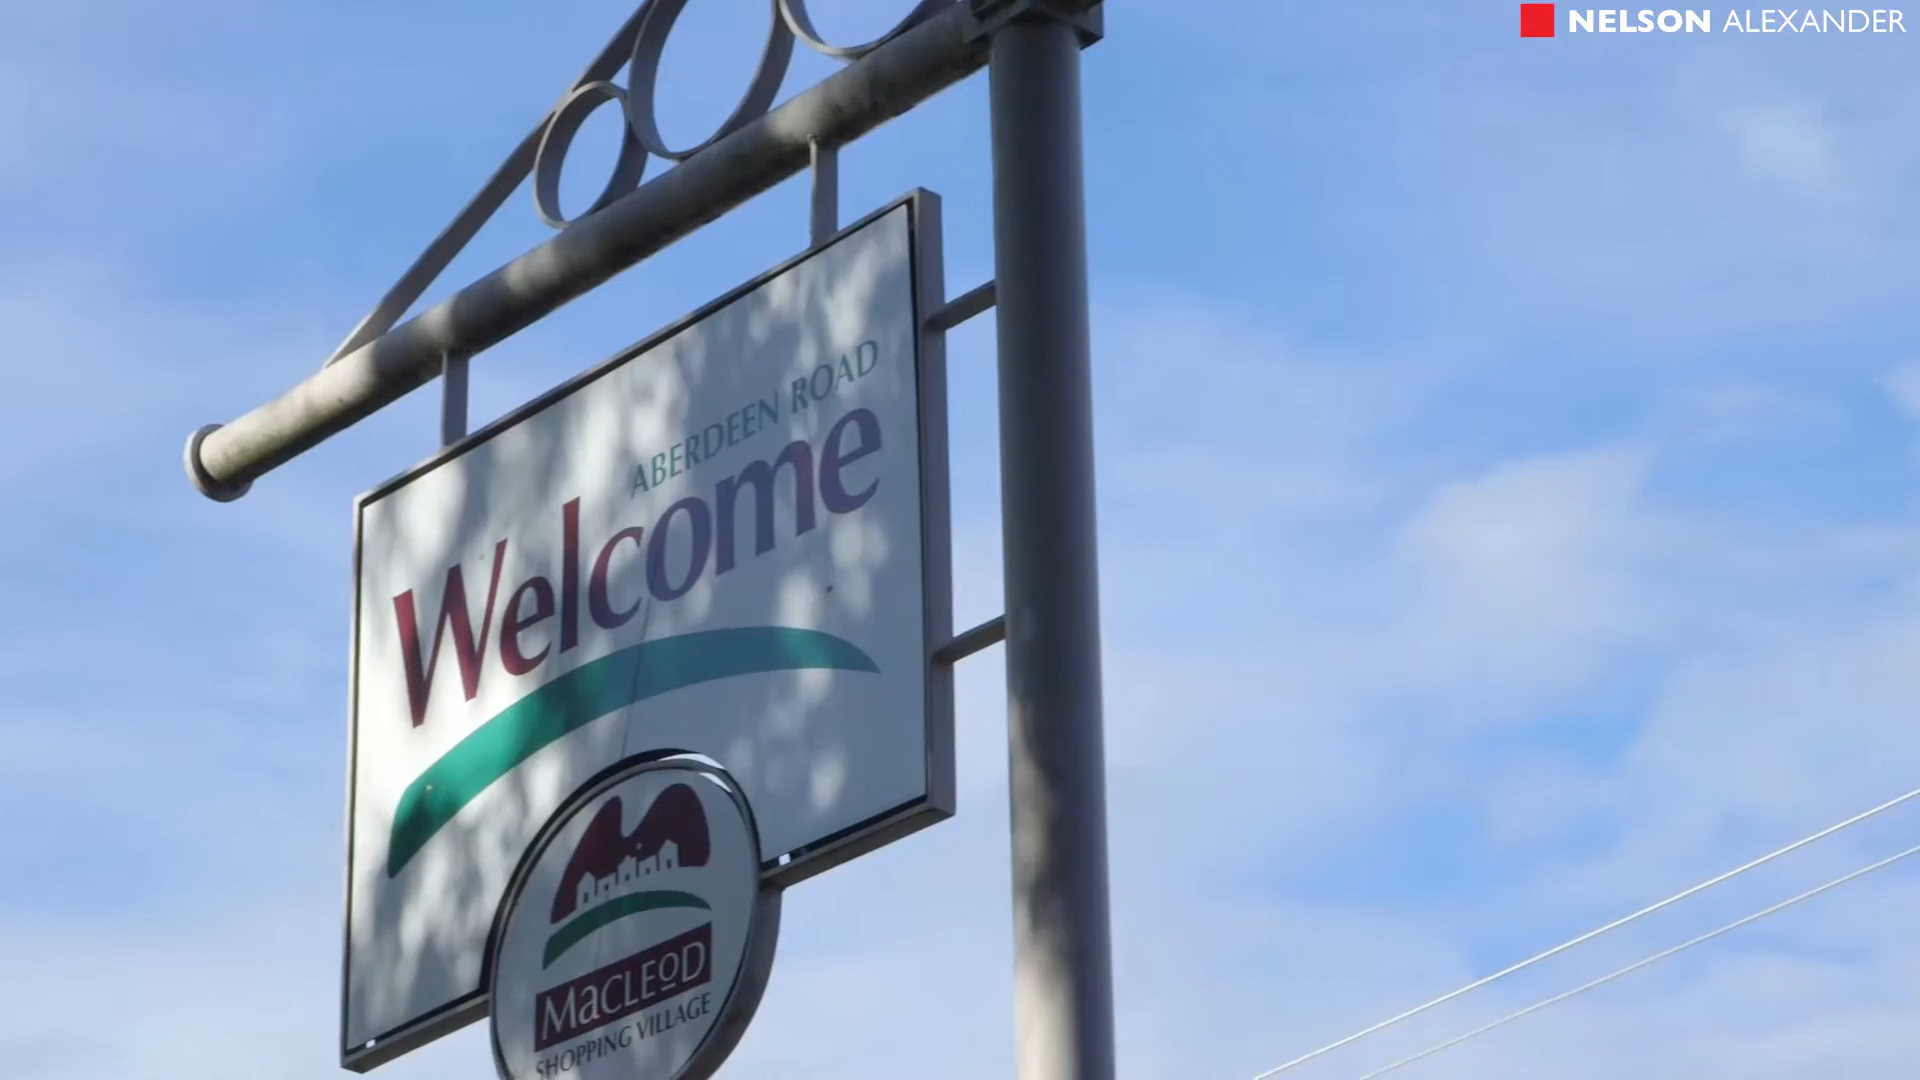 NELSON ALEXANDER
ABERDEEN ROAD
Welcome
MACLEOD
SHOPPING VILLAGE